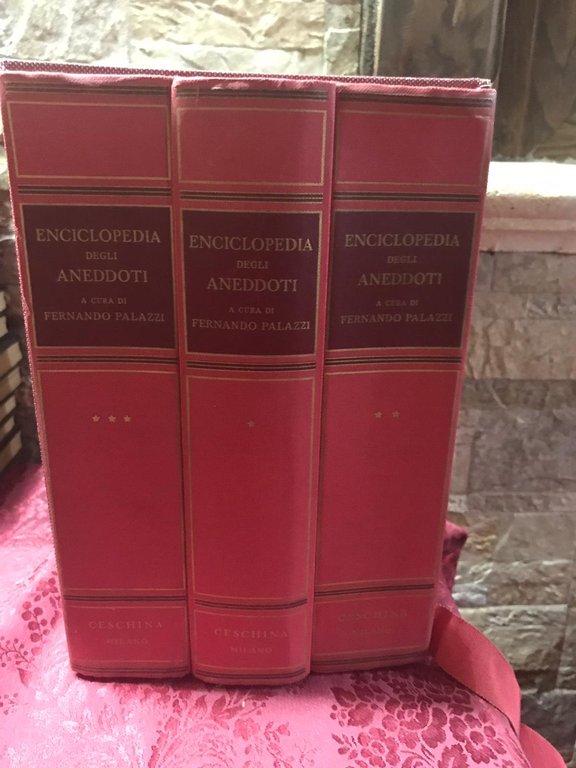 ENCICLOPEDIA
DEGLI
ANEDDOTI
A CURA DI
FERNANDO PALAZZI
***
CESCHINA
MILANO
ENCICLOPEDIA
DEGLI
ANEDDOTI
A CURA DI
FERNANDO PALAZZI
*
CESCHINA
MILANO
ENCICLOPEDIA
DEGLI
ANEDDOTI
A CURA DI
FERNANDO PALAZZI
**
CESCHINA
MILANO